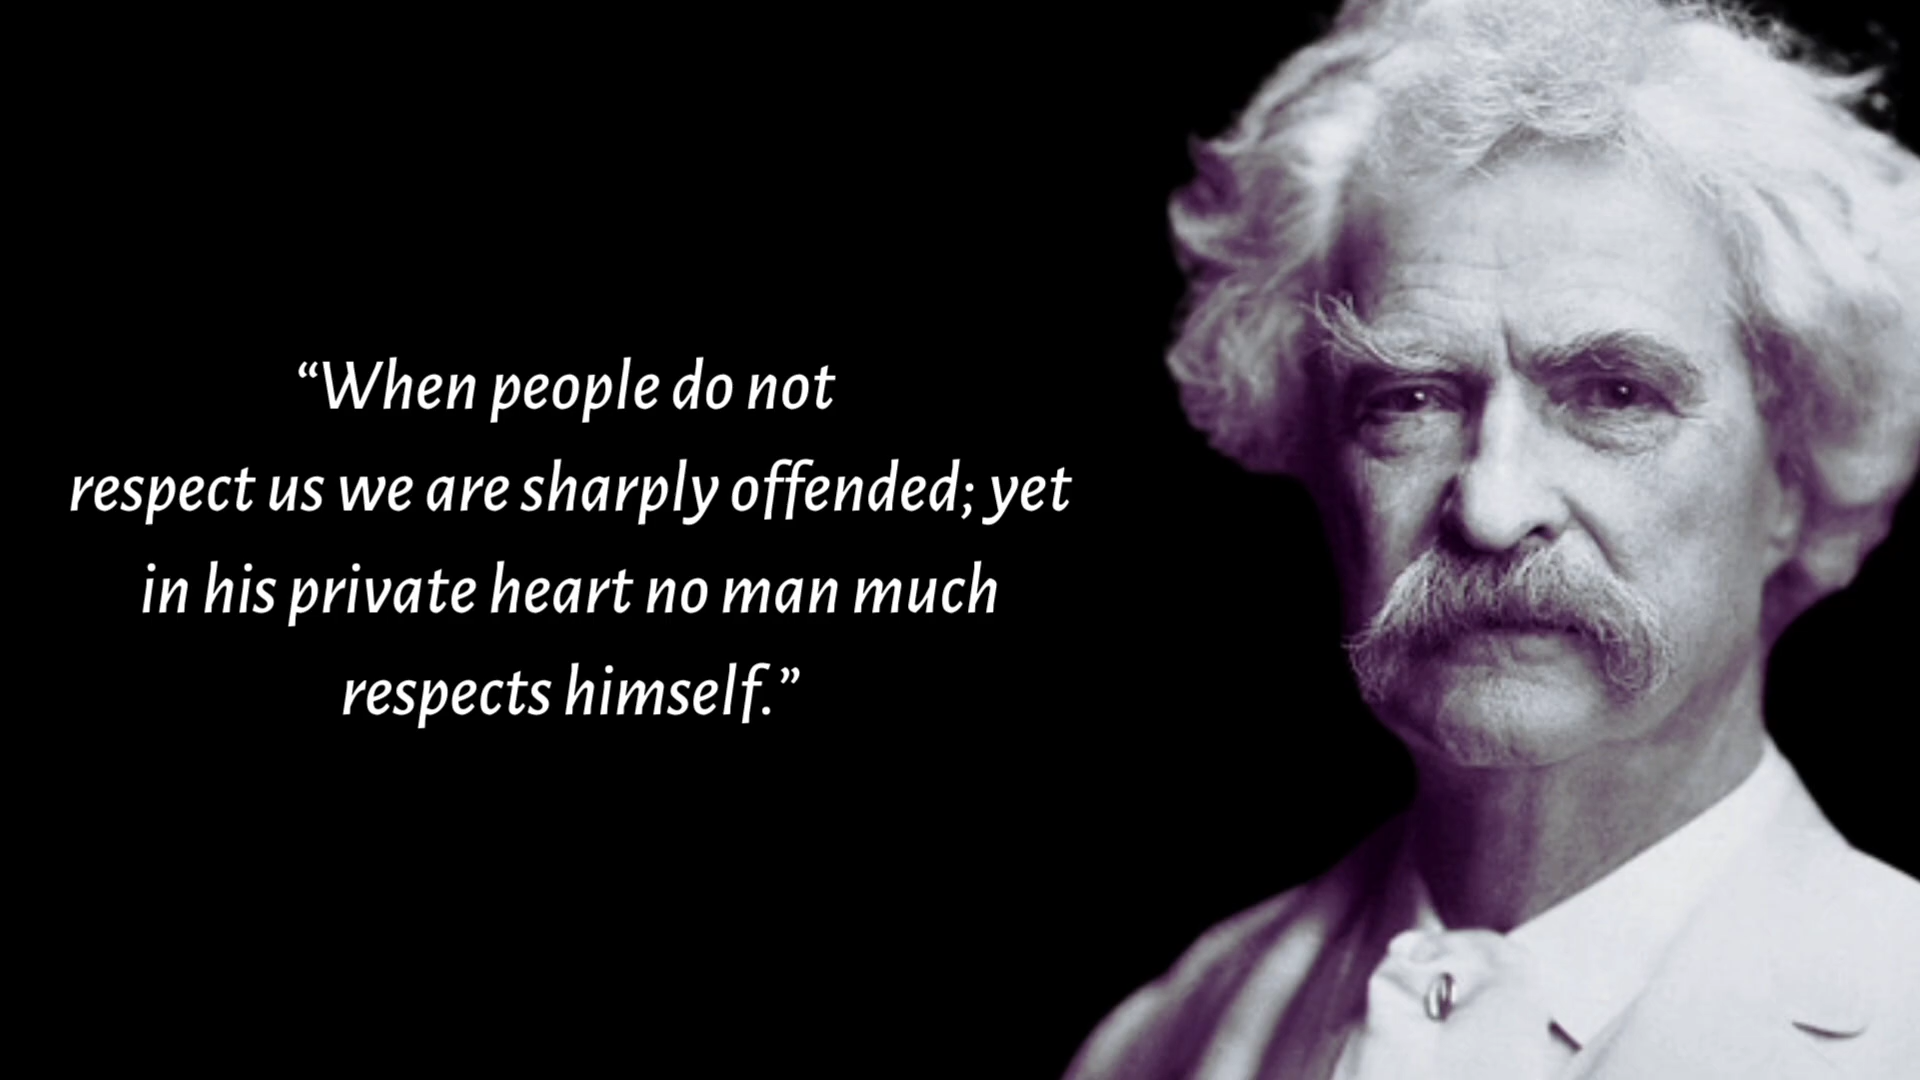 “When people do not
respect us we are sharply offended; yet
in his private heart no man much
respects himself.”